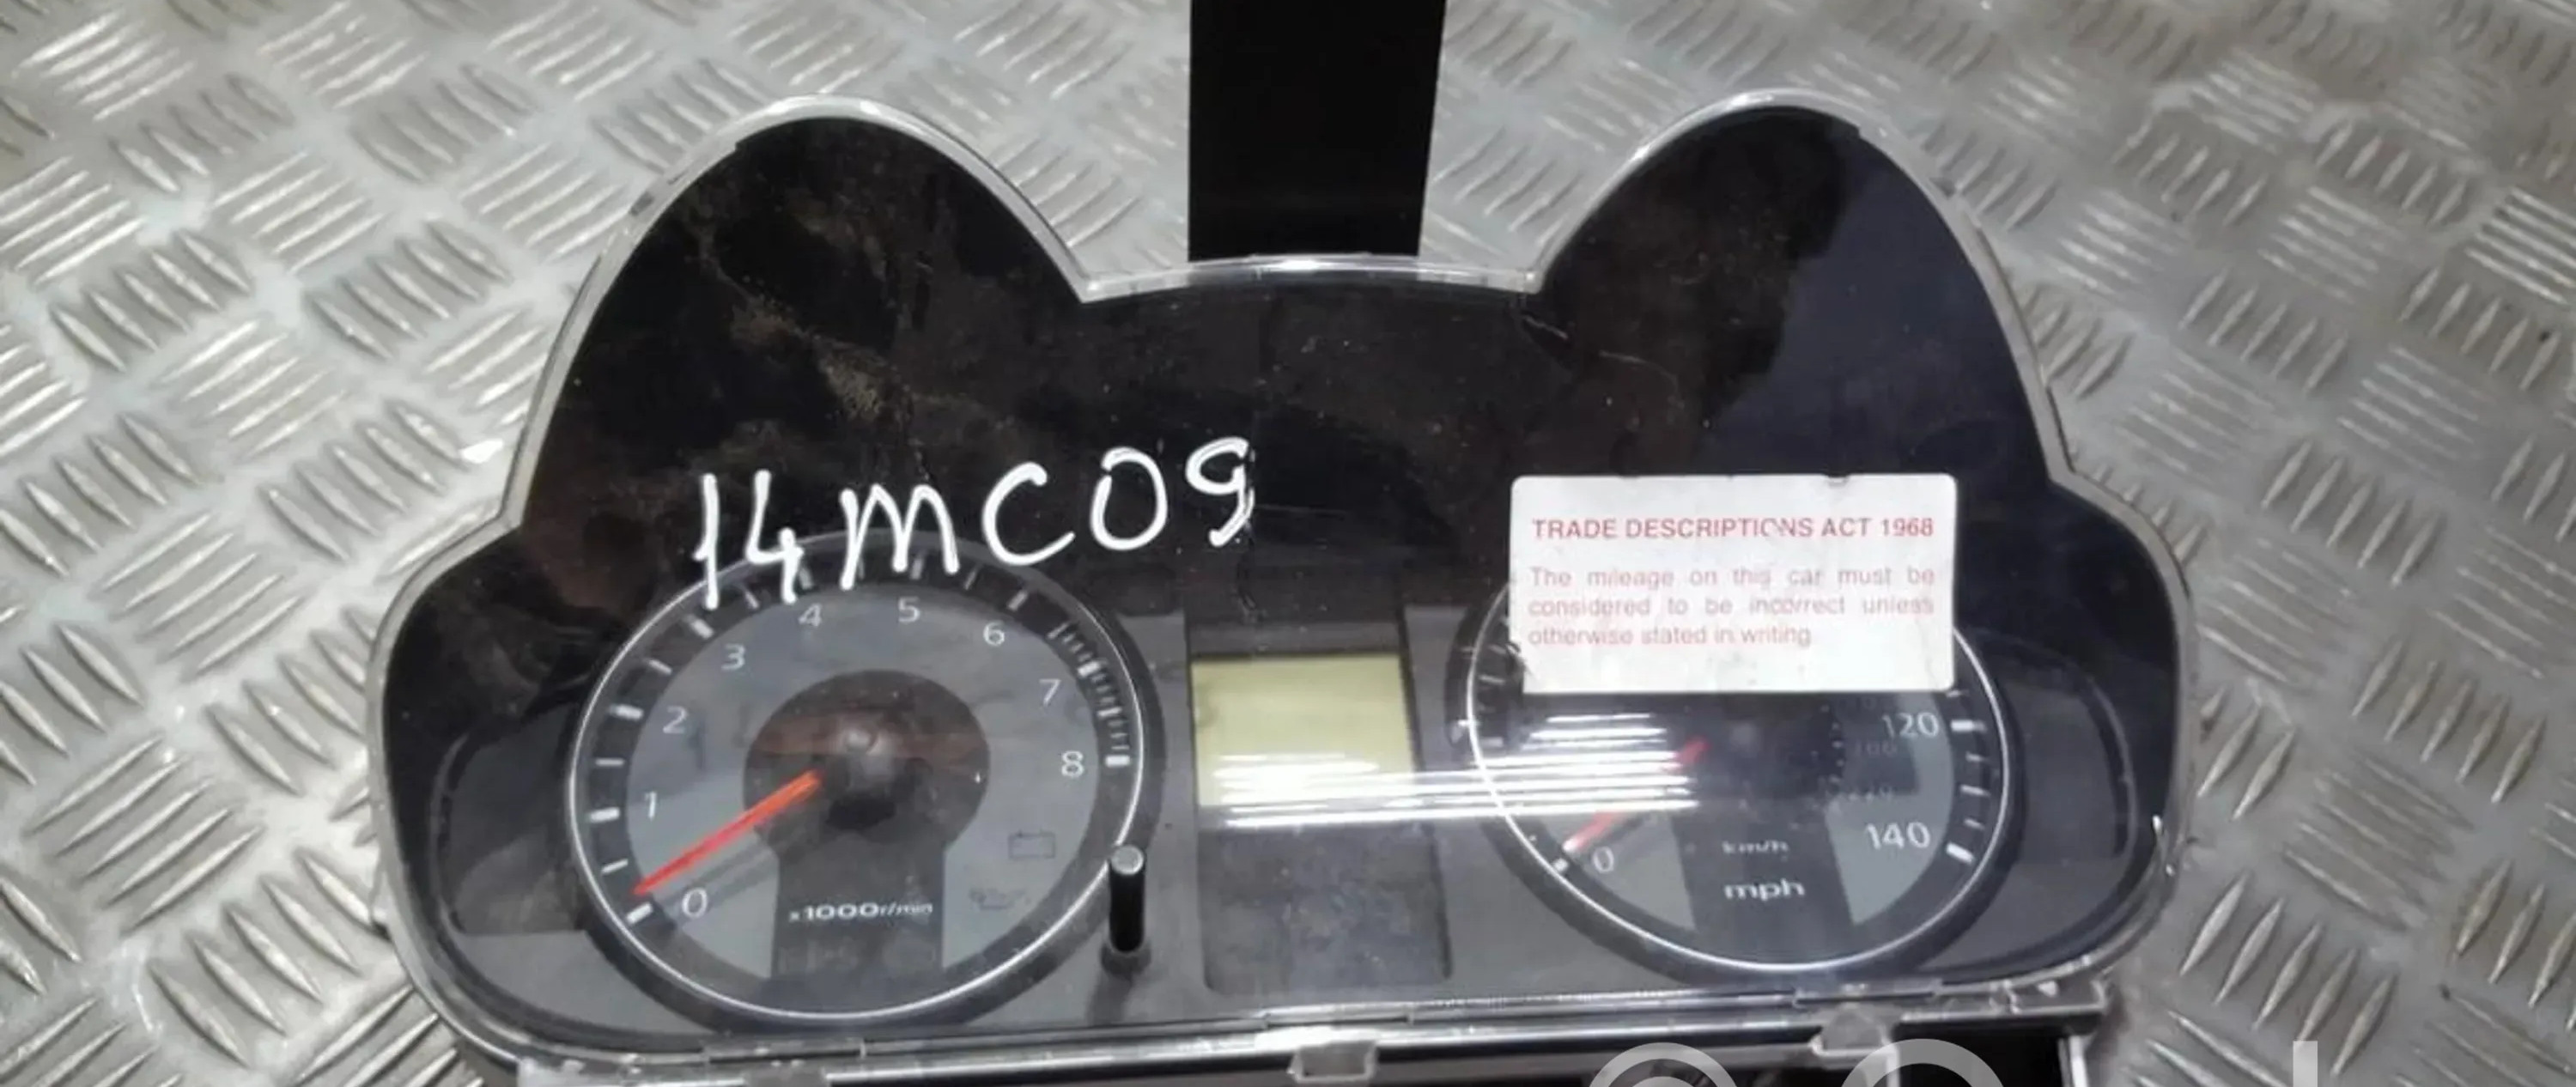 14MC09
TRADE DESCRIPTIONS ACT 1968
The mileage on this car must be
considered to be incorrect unless
otherwise stated in writing
4 5 6
3 7
2 8
1
0
x1000r/min
120
140
0
km/h
mph